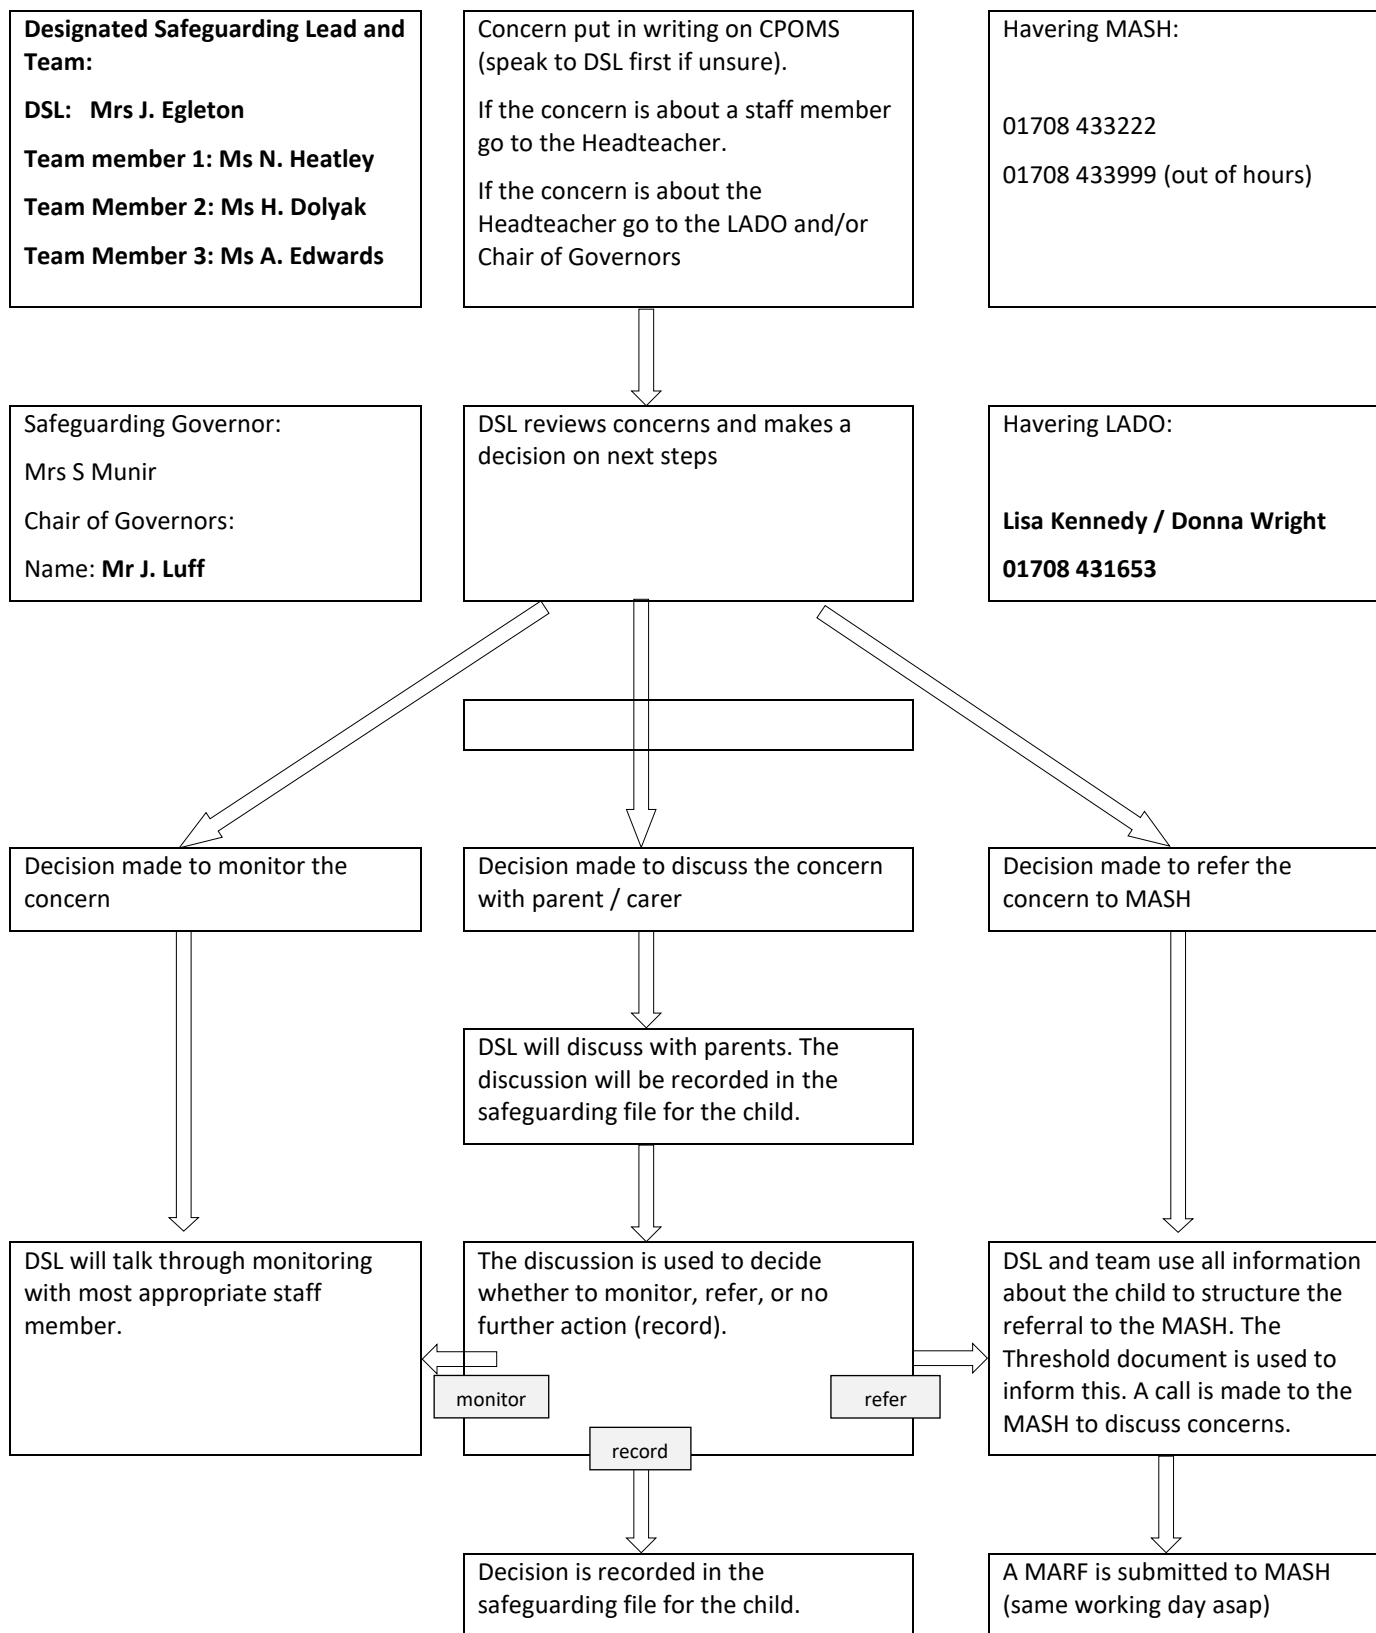 Designated Safeguarding Lead and
Team:
DSL:   Mrs J. Egleton
Team member 1: Ms N. Heatley
Team Member 2: Ms H. Dolyak
Team Member 3: Ms A. Edwards
Concern put in writing on CPOMS
(speak to DSL first if unsure).
If the concern is about a staff member
go to the Headteacher.
If the concern is about the
Headteacher go to the LADO and/or
Chair of Governors
Havering MASH:
01708 433222
01708 433999 (out of hours)
Safeguarding Governor:
Mrs S Munir
Chair of Governors:
Name: Mr J. Luff
DSL reviews concerns and makes a
decision on next steps
Havering LADO:
Lisa Kennedy / Donna Wright
01708 431653
Decision made to monitor the
concern
Decision made to discuss the concern
with parent / carer
Decision made to refer the
concern to MASH
DSL will discuss with parents. The
discussion will be recorded in the
safeguarding file for the child.
DSL will talk through monitoring
with most appropriate staff
member.
The discussion is used to decide
whether to monitor, refer, or no
further action (record).
monitor
refer
record
DSL and team use all information
about the child to structure the
referral to the MASH. The
Threshold document is used to
inform this. A call is made to the
MASH to discuss concerns.
Decision is recorded in the
safeguarding file for the child.
A MARF is submitted to MASH
(same working day asap)